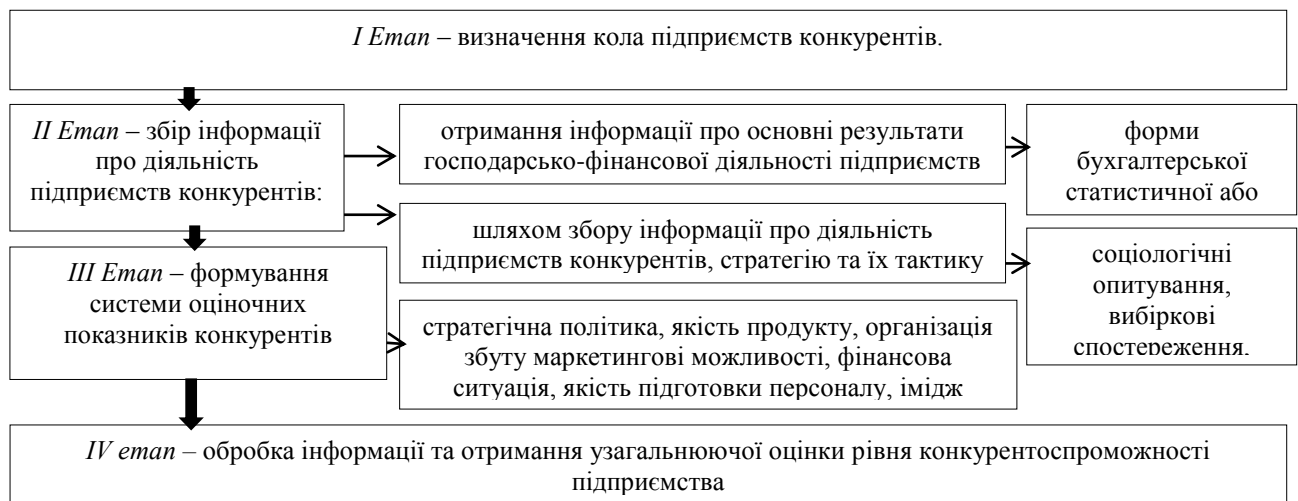 I Етап – визначення кола підприємств конкурентів.
II Етап – збір інформації
про діяльність
підприємств конкурентів:
отримання інформації про основні результати
господарсько-фінансової діяльності підприємств
форми
бухгалтерської
статистичної або
шляхом збору інформації про діяльність
підприємств конкурентів, стратегію та їх тактику
соціологічні
опитування,
вибіркові
спостереження,
III Етап – формування
системи оціночних
показників конкурентів
стратегічна політика, якість продукту, організація
збуту маркетингові можливості, фінансова
ситуація, якість підготовки персоналу, імідж
IV етап – обробка інформації та отримання узагальнюючої оцінки рівня конкурентоспроможності
підприємства